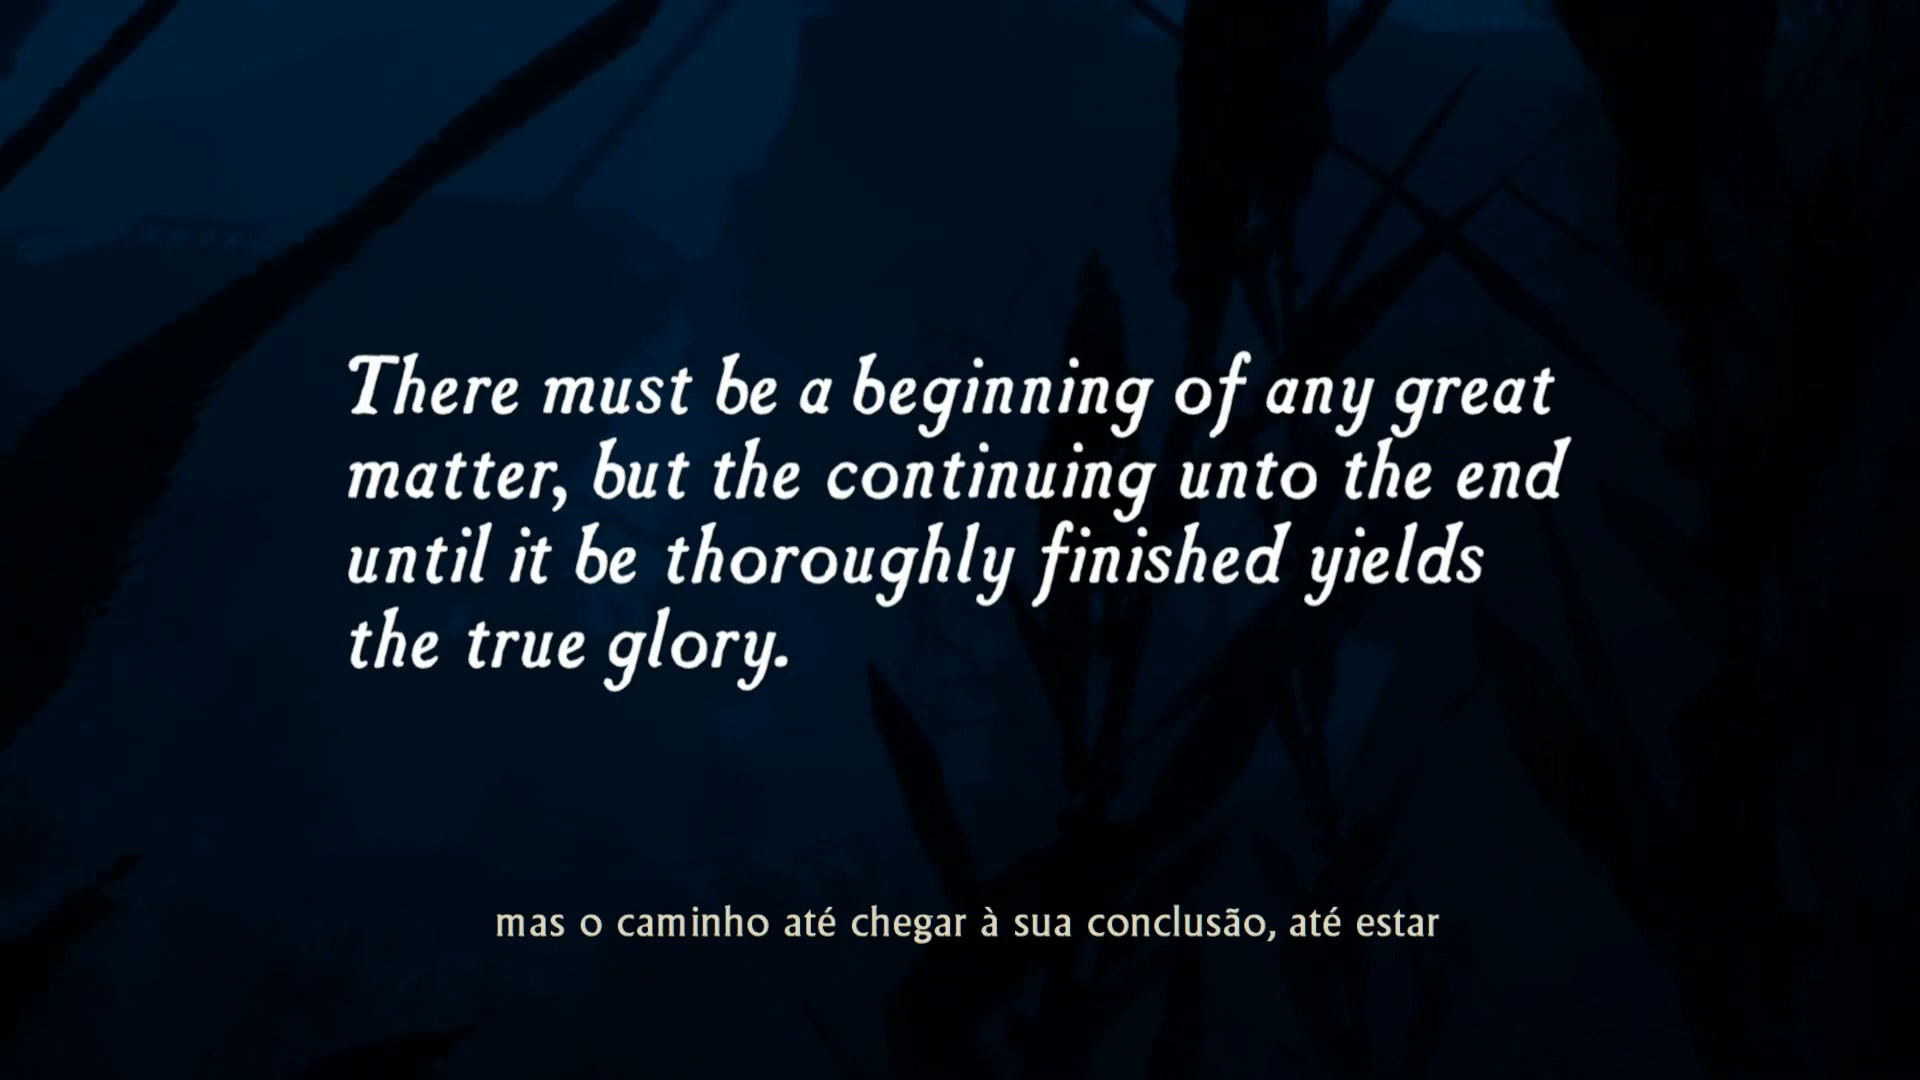 There must be a beginning of any great
matter, but the continuing unto the end
until it be thoroughly finished yields
the true glory.
mas o caminho até chegar à sua conclusão, até estar